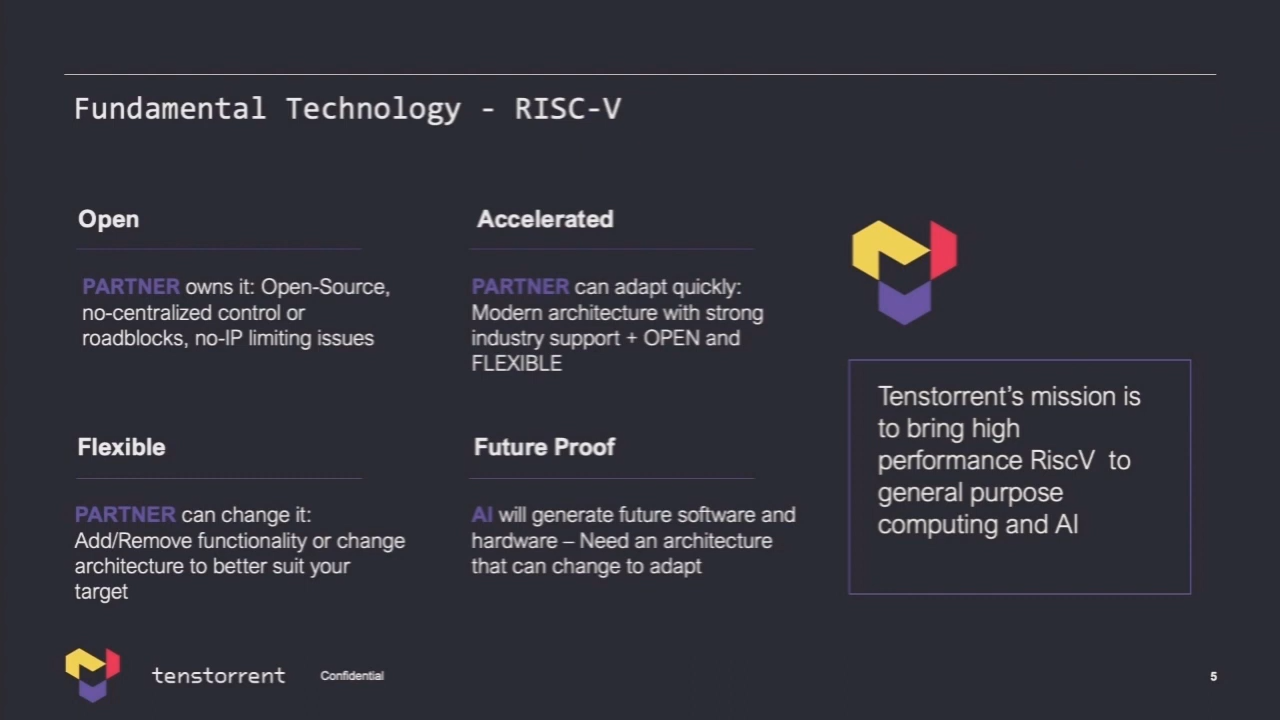 Fundamental Technology - RISC-V
Open
PARTNER owns it: Open-Source,
no-centralized control or
roadblocks, no-IP limiting issues
Accelerated
PARTNER can adapt quickly:
Modern architecture with strong
industry support + OPEN and
FLEXIBLE
Flexible
PARTNER can change it:
Add/Remove functionality or change
architecture to better suit your
target
Future Proof
AI will generate future software and
hardware – Need an architecture
that can change to adapt
Tenstorrent’s mission is
to bring high
performance RiscV  to
general purpose
computing and AI
tenstorrent
Confidential
5